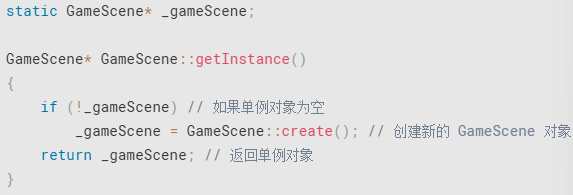 static GameScene* _gameScene;
GameScene* GameScene::getInstance()
{
if (!_gameScene) // 如果单例对象为空
_gameScene = GameScene::create(); // 创建新的 GameScene 对象
return _gameScene; // 返回单例对象
}